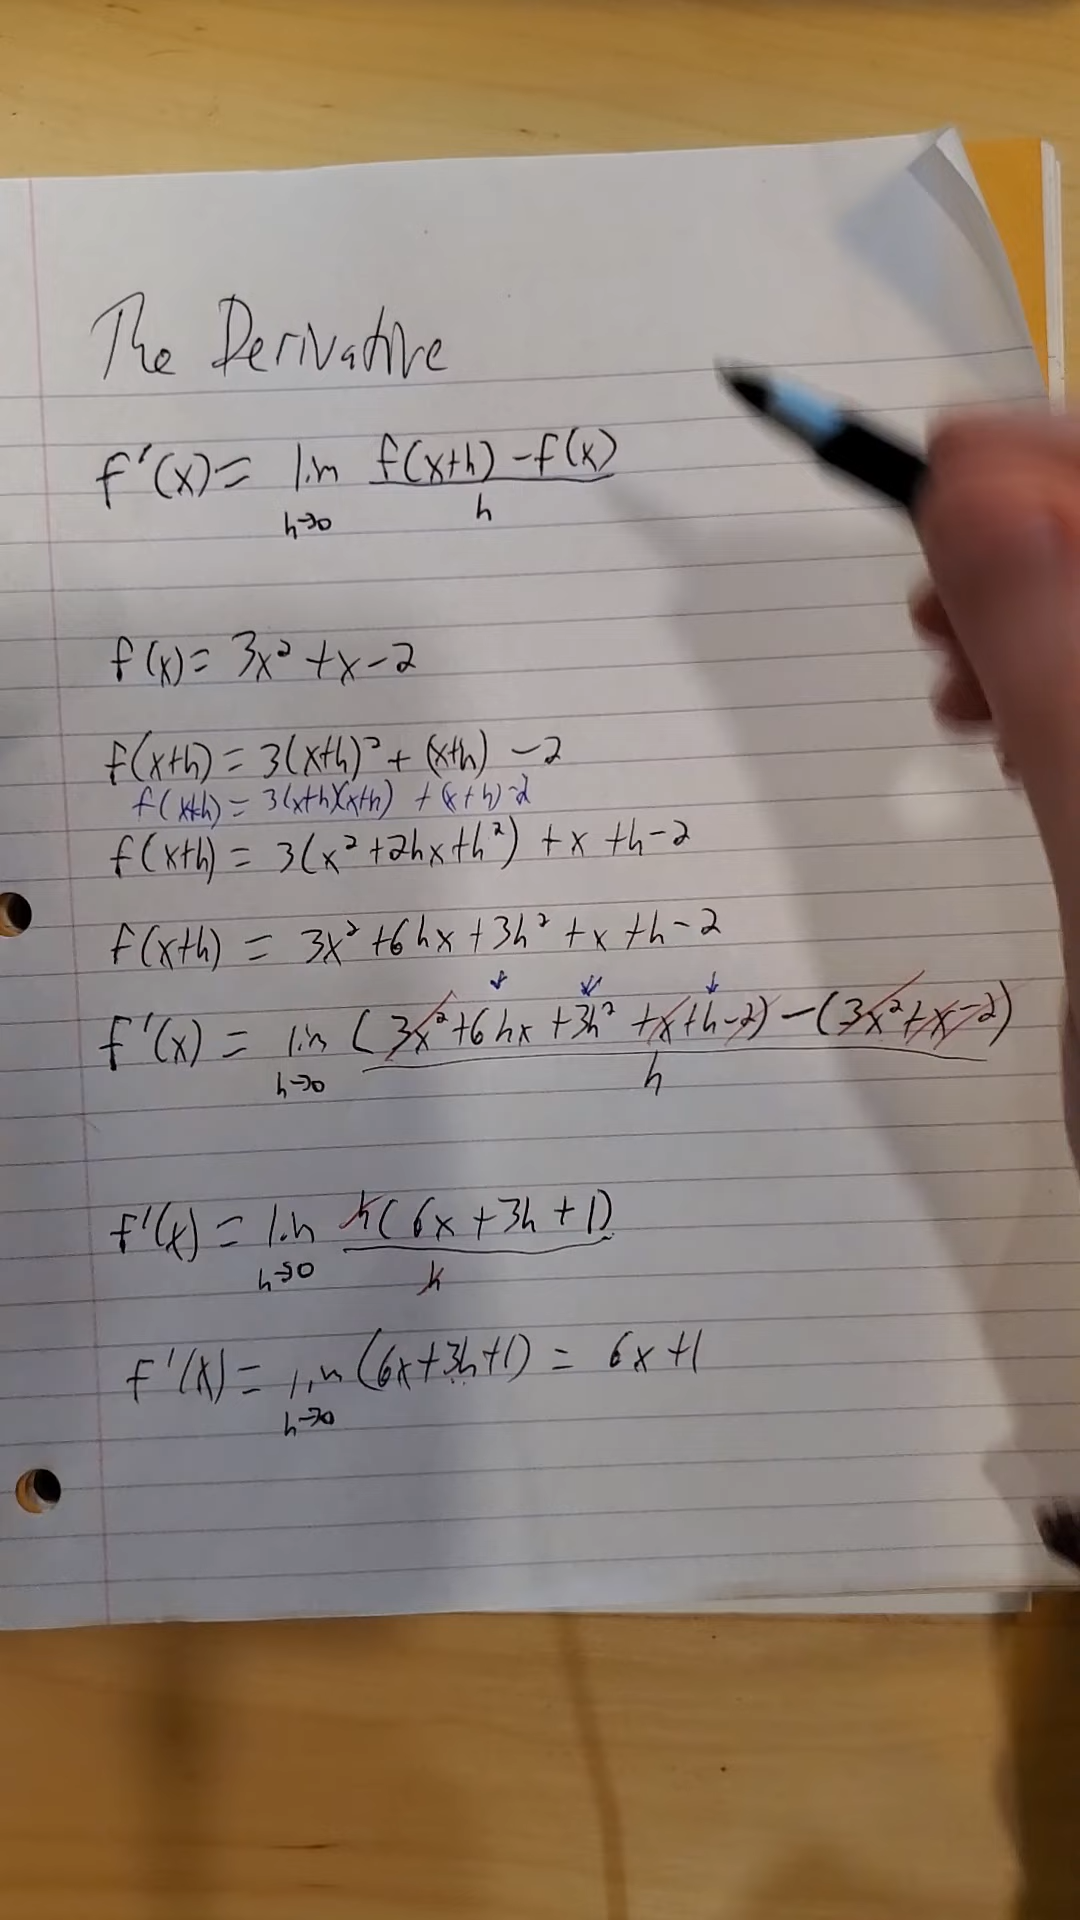 The Derivative
f'(x) = lim f(x+h) - f(x)
h→0 h
f(x) = 3x² + x - 2
f(x+h) = 3(x+h)² + (x+h) - 2
f(x+h) = 3(x+h)(x+h) + (x+h) - 2
f(x+h) = 3(x² + 2hx + h²) + x + h - 2
f(x+h) = 3x² + 6hx + 3h² + x + h - 2
f'(x) = lim (3x² + 6hx + 3h² + x + h - 2) - (3x² + x - 2)
h→0 h
f'(x) = lim h(6x + 3h + 1)
h→0 h
f'(x) = lim (6x + 3h + 1) = 6x + 1
h→0